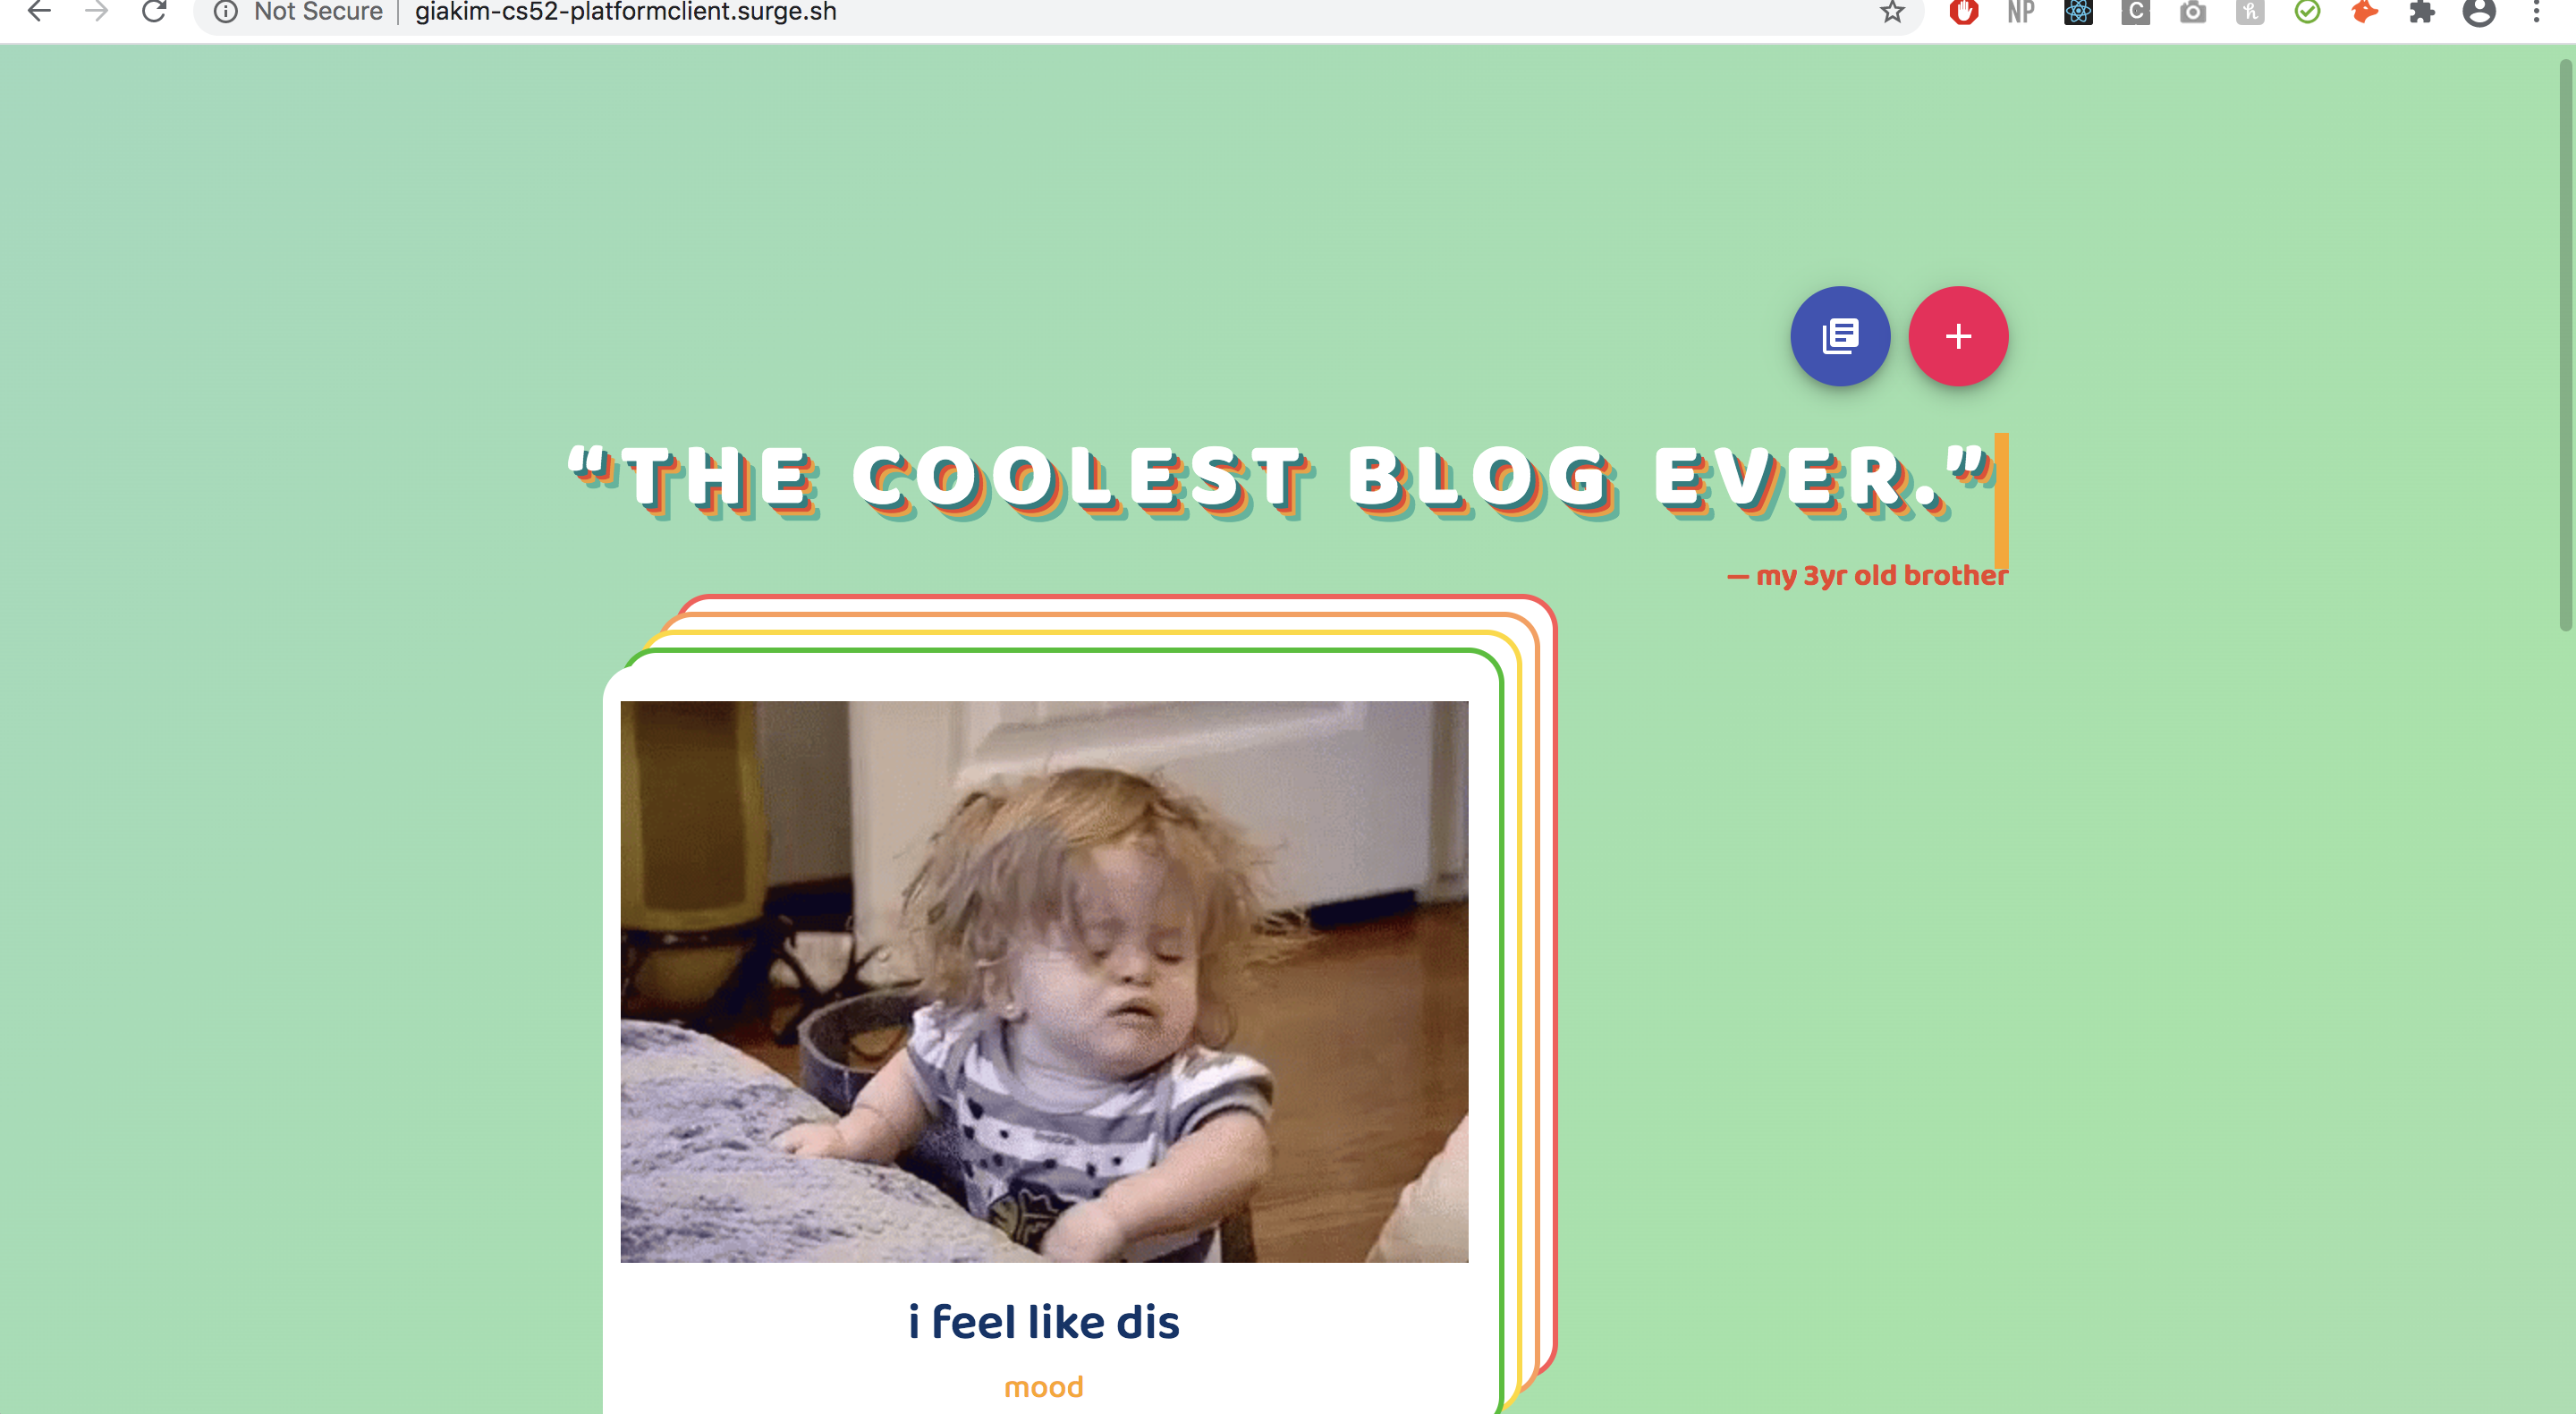 Not Secure | giakim-cs52-platformclient.surge.sh
NP
C
h
“THE COOLEST BLOG EVER.”
— my 3yr old brother
i feel like dis
mood